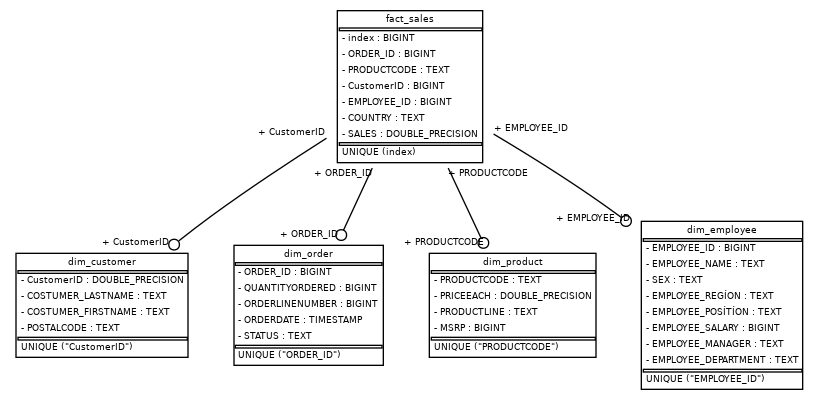 fact_sales
- index : BIGINT
- ORDER_ID : BIGINT
- PRODUCTCODE : TEXT
- CustomerID : BIGINT
- EMPLOYEE_ID : BIGINT
- COUNTRY : TEXT
- SALES : DOUBLE_PRECISION
UNIQUE (index)
+ CustomerID
+ ORDER_ID
+ PRODUCTCODE
+ EMPLOYEE_ID
+ CustomerID
+ ORDER_ID
+ PRODUCTCODE
+ EMPLOYEE_ID
dim_customer
- CustomerID : DOUBLE_PRECISION
- COSTUMER_LASTNAME : TEXT
- COSTUMER_FIRSTNAME : TEXT
- POSTALCODE : TEXT
UNIQUE ("CustomerID")
dim_order
- ORDER_ID : BIGINT
- QUANTITYORDERED : BIGINT
- ORDERLINENUMBER : BIGINT
- ORDERDATE : TIMESTAMP
- STATUS : TEXT
UNIQUE ("ORDER_ID")
dim_product
- PRODUCTCODE : TEXT
- PRICEEACH : DOUBLE_PRECISION
- PRODUCTLINE : TEXT
- MSRP : BIGINT
UNIQUE ("PRODUCTCODE")
dim_employee
- EMPLOYEE_ID : BIGINT
- EMPLOYEE_NAME : TEXT
- SEX : TEXT
- EMPLOYEE_REGİON : TEXT
- EMPLOYEE_POSİTİON : TEXT
- EMPLOYEE_SALARY : BIGINT
- EMPLOYEE_MANAGER : TEXT
- EMPLOYEE_DEPARTMENT : TEXT
UNIQUE ("EMPLOYEE_ID")